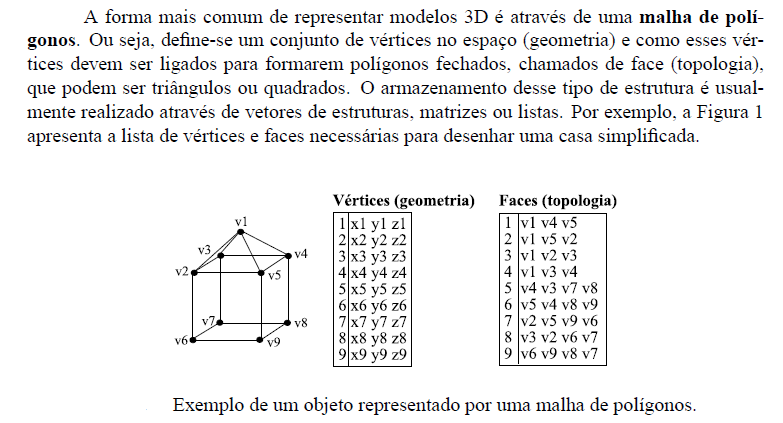 A forma mais comum de representar modelos 3D é através de uma malha de polí-
gonos. Ou seja, define-se um conjunto de vértices no espaço (geometria) e como esses vér-
tices devem ser ligados para formarem polígonos fechados, chamados de face (topologia),
que podem ser triângulos ou quadrados. O armazenamento desse tipo de estrutura é usual-
mente realizado através de vetores de estruturas, matrizes ou listas. Por exemplo, a Figura 1
apresenta a lista de vértices e faces necessárias para desenhar uma casa simplificada.
v1
v3
v4
v2
v5
v7
v8
v6
v9
Vértices (geometria)
1 x1 y1 z1
2 x2 y2 z2
3 x3 y3 z3
4 x4 y4 z4
5 x5 y5 z5
6 x6 y6 z6
7 x7 y7 z7
8 x8 y8 z8
9 x9 y9 z9
Faces (topologia)
1 v1 v4 v5
2 v1 v5 v2
3 v1 v2 v3
4 v1 v3 v4
5 v4 v3 v7 v8
6 v5 v4 v8 v9
7 v2 v5 v9 v6
8 v3 v2 v6 v7
9 v6 v9 v8 v7
Exemplo de um objeto representado por uma malha de polígonos.